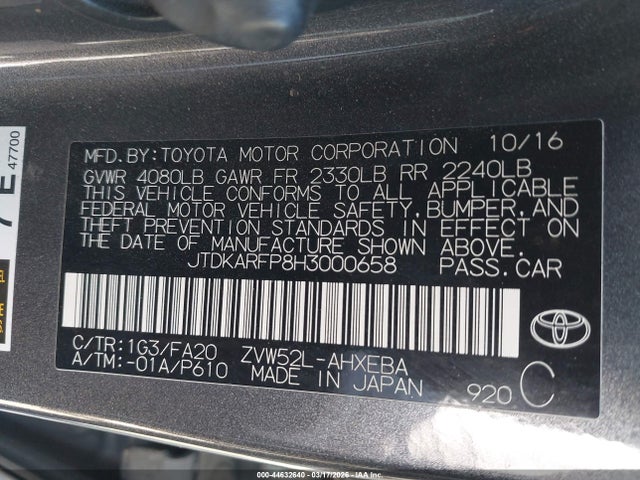 MFD.BY:TOYOTA MOTOR CORPORATION 10/16
GVWR 4080LB GAWR FR 2330LB RR 2240LB
THIS VEHICLE CONFORMS TO ALL APPLICABLE
FEDERAL MOTOR VEHICLE SAFETY,BUMPER,AND
THEFT PREVENTION STANDARDS IN EFFECT ON
THE DATE OF MANUFACTURE SHOWN ABOVE.
JTDKARFP8H3000658 PASS.CAR
C/TR:1G3/FA20 ZVW52L-AHXEBA
A/TM:-01A/P610 MADE IN JAPAN 920 C
7E
47700
00-44632640 - 03/17/2026 - IAA Inc.